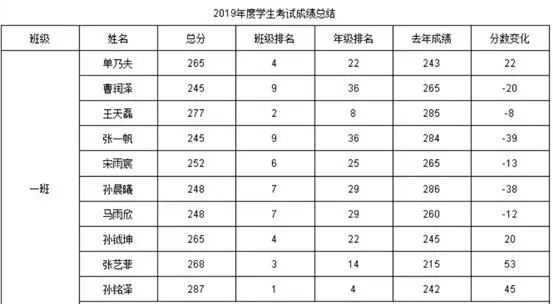 2019年度学生考试成绩总结
班级 姓名 总分 班级排名 年级排名 去年成绩 分数变化
单乃夫 265 4 22 243 22
曹润泽 245 9 36 265 -20
王天磊 277 2 8 285 -8
张一帆 245 9 36 284 -39
宋雨宸 252 6 25 265 -13
一班 孙晨曦 248 7 29 286 -38
马雨欣 248 7 29 260 -12
孙钺坤 265 4 22 245 20
张艺菲 268 3 14 215 53
孙铭泽 287 1 4 242 45